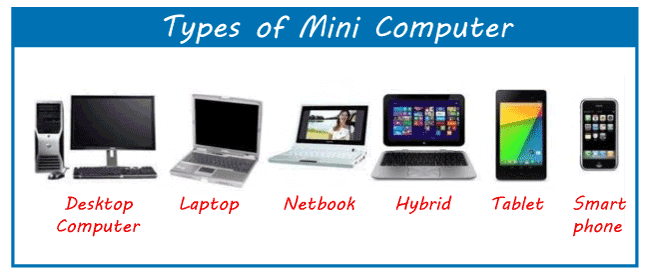 Types of Mini Computer
Desktop
Computer
Laptop
Netbook
Hybrid
Tablet
Smart
phone